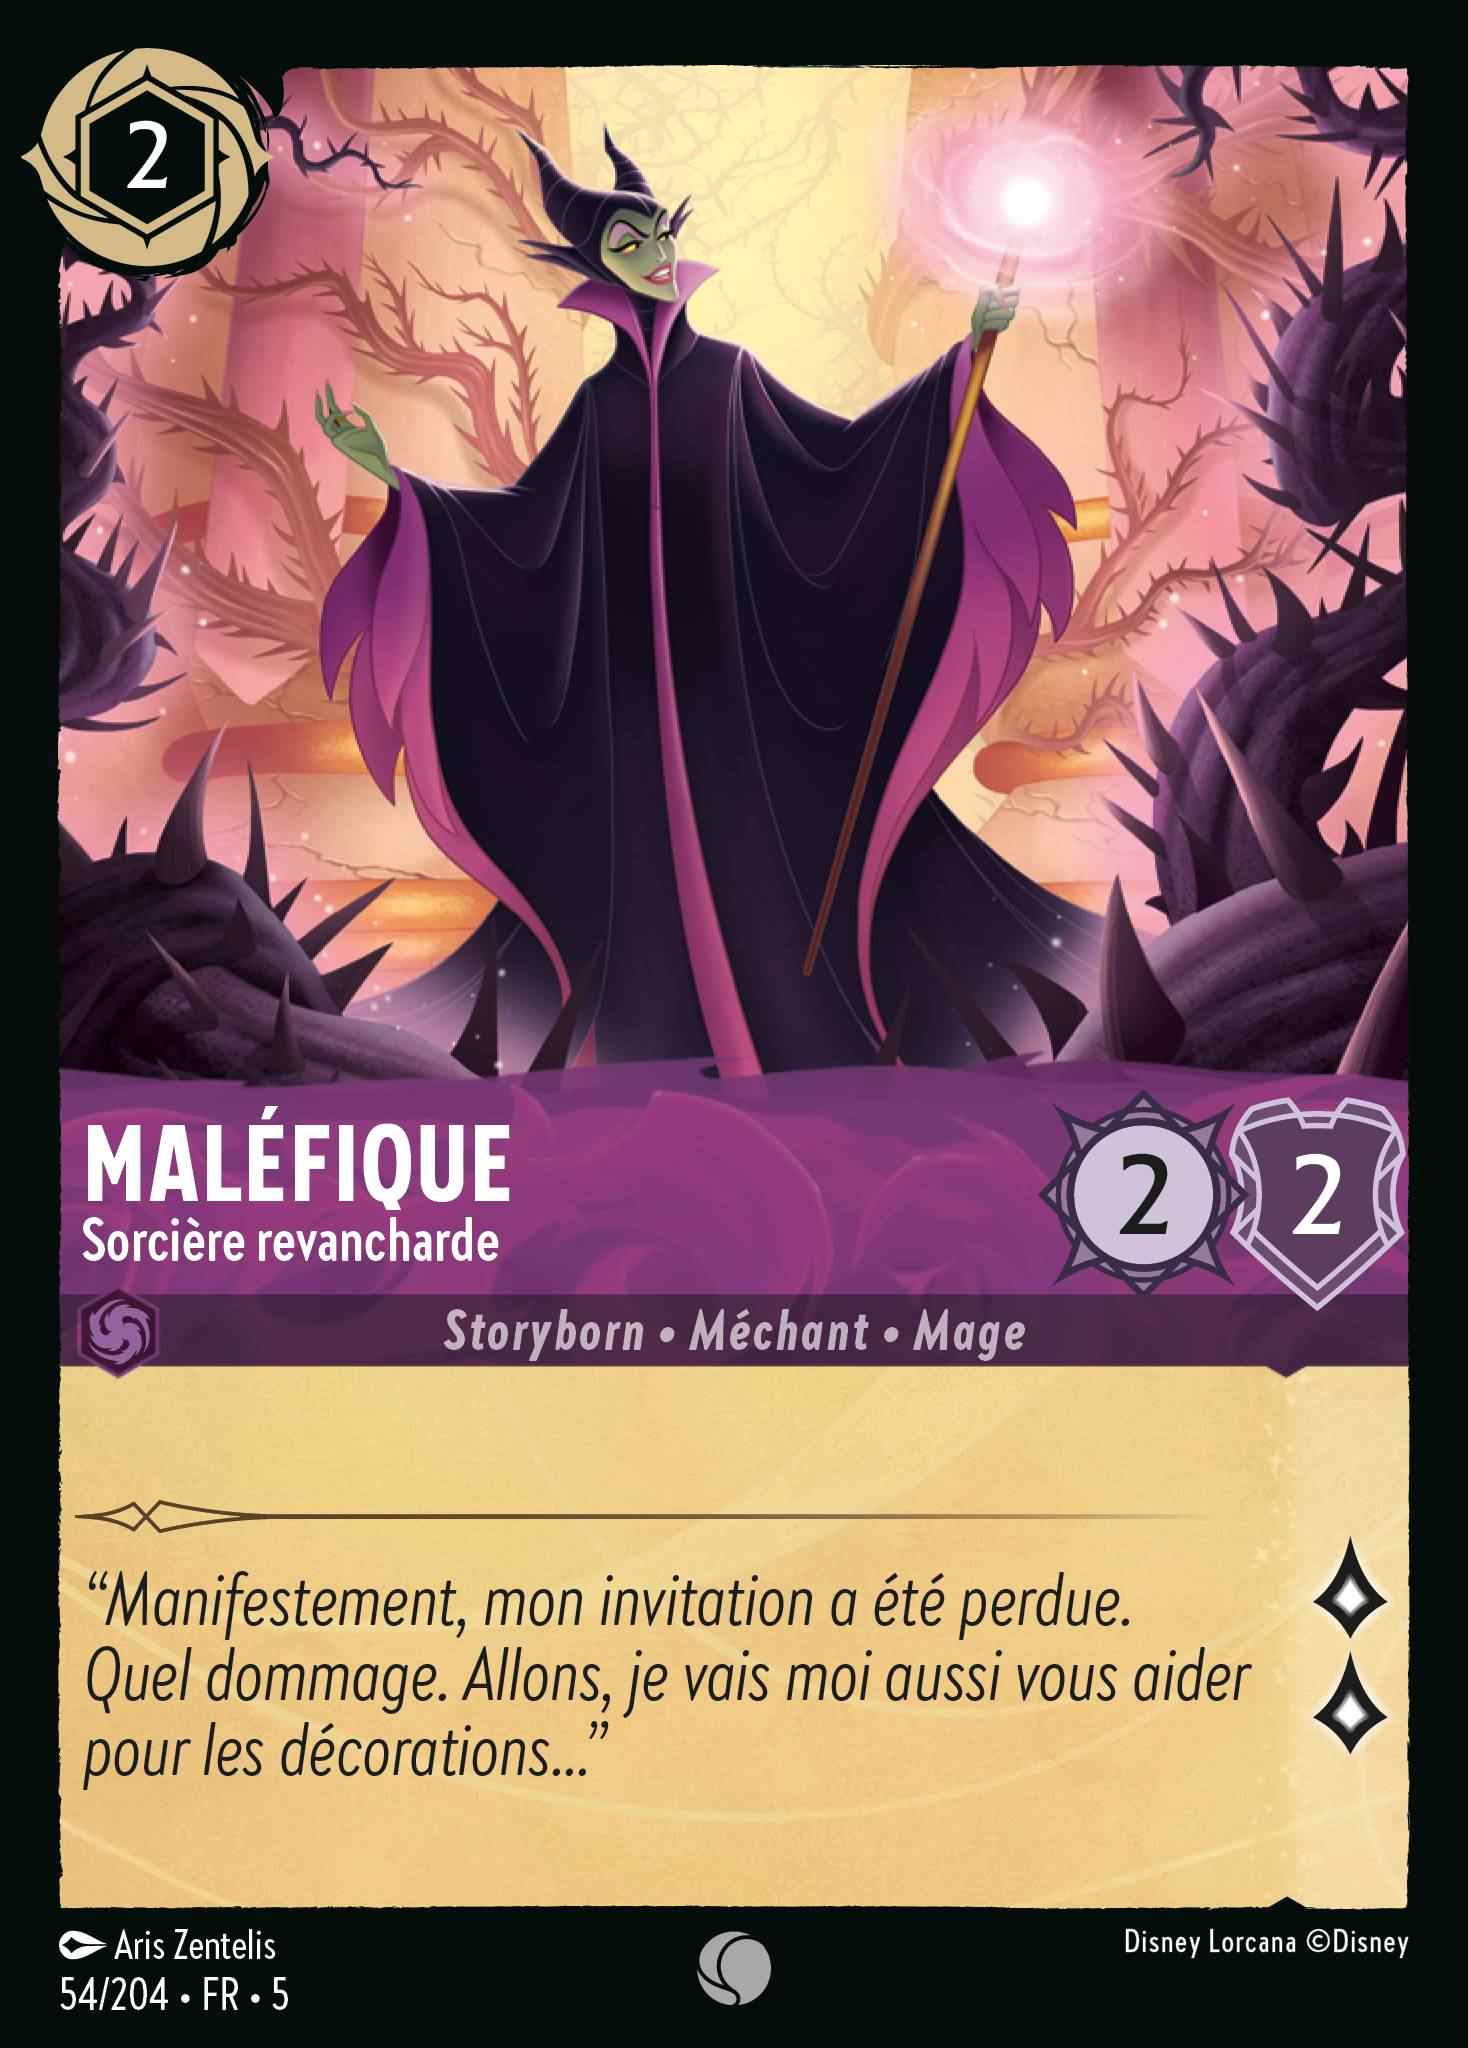 2
MALÉFIQUE
Sorcière revancharde
2 2
Storyborn • Méchant • Mage
“Manifestement, mon invitation a été perdue.
Quel dommage. Allons, je vais moi aussi vous aider
pour les décorations...”
Aris Zentelis
54/204 • FR • 5
Disney Lorcana ©Disney